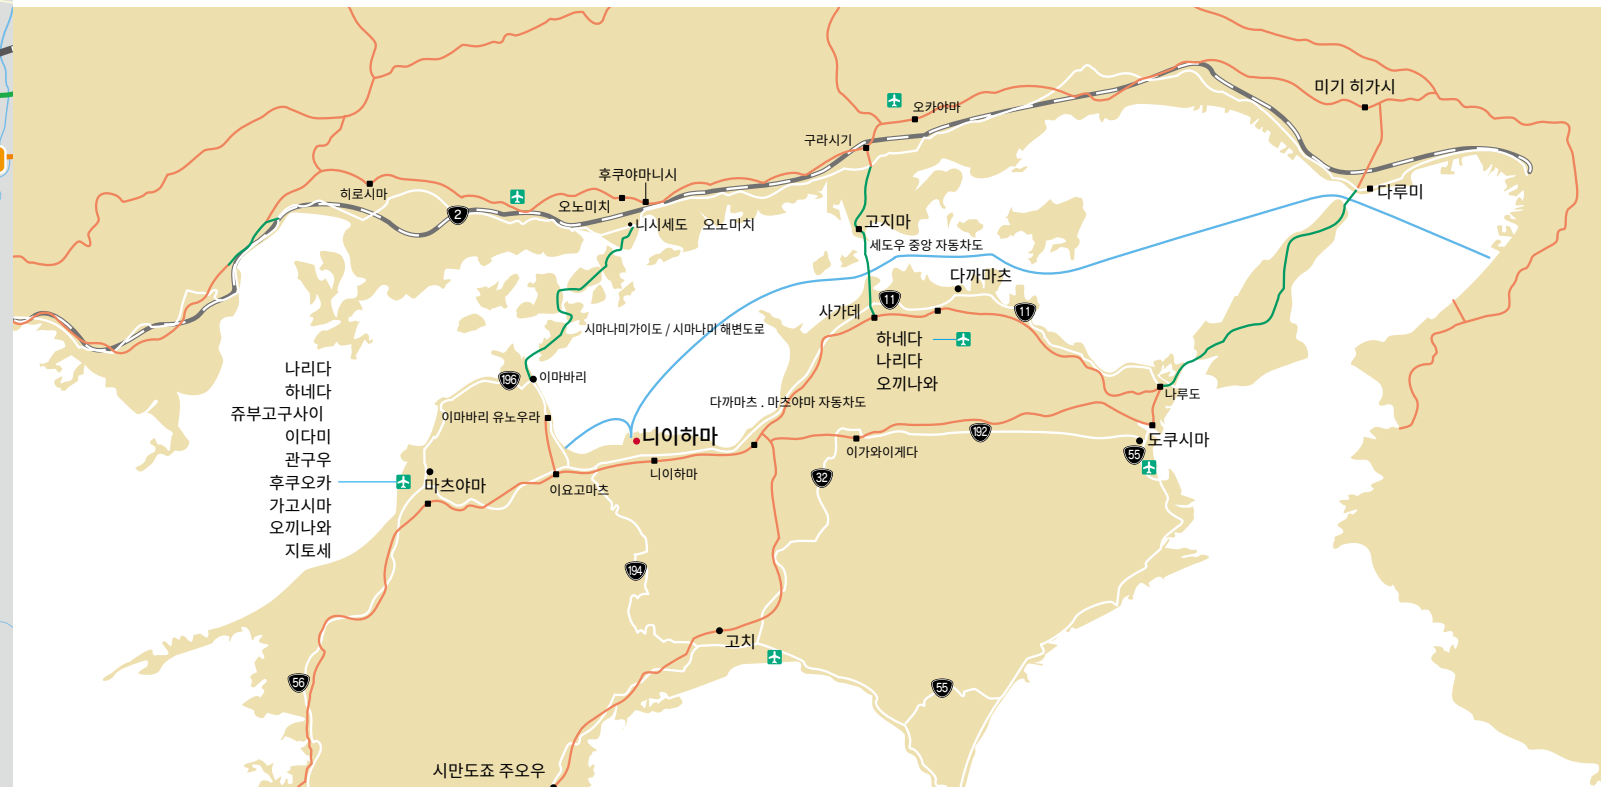 미기 히가시
오카야마
구라시기
후쿠야마니시
히로시마
2
오노미치
니시세도
오노미치
고지마
다루미
세도우 중앙 자동차도
다까마츠
11
11
사가데
시마나미가이도 / 시마나미 해변도로
하네다
나리다
오끼나와
나리다
하네다
쥬부고구사이
이다미
관구우
후쿠오카
가고시마
오끼나와
지토세
196
이마바리
나루도
다까마츠 . 마츠야마 자동차도
이마바리 유노우라
니이하마
192
도쿠시마
55
이가와이게다
니이하마
32
마츠야마
이요고마츠
194
고치
56
55
시만도죠 주오우